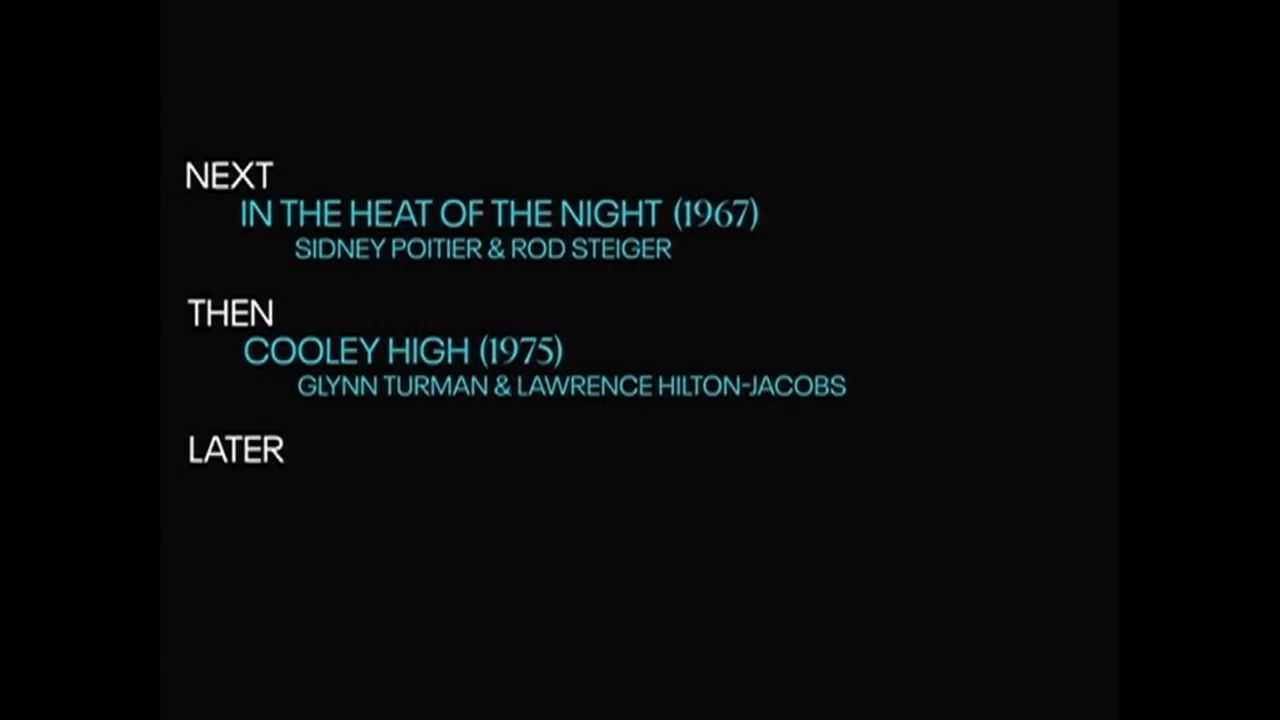 NEXT
IN THE HEAT OF THE NIGHT (1967)
SIDNEY POITIER & ROD STEIGER
THEN
COOLEY HIGH (1975)
GLYNN TURMAN & LAWRENCE HILTON-JACOBS
LATER